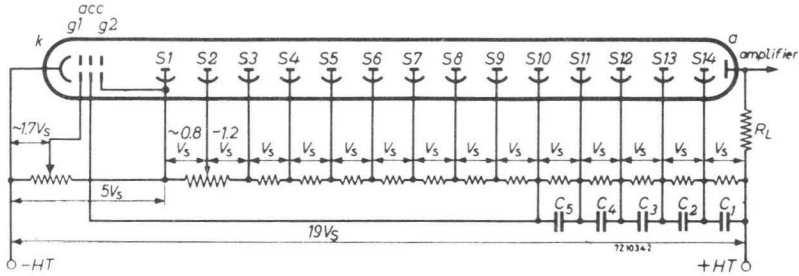 acc
g1 g2
k
S1 S2 S3 S4 S5 S6 S7 S8 S9 S10 S11 S12 S13 S14
a
amplifier
~1.7Vs
~0.8 ~1.2
Vs Vs Vs Vs Vs Vs Vs Vs Vs Vs Vs Vs Vs Vs
RL
5Vs
C5 C4 C3 C2 C1
19Vs
7210342
-HT
+HT